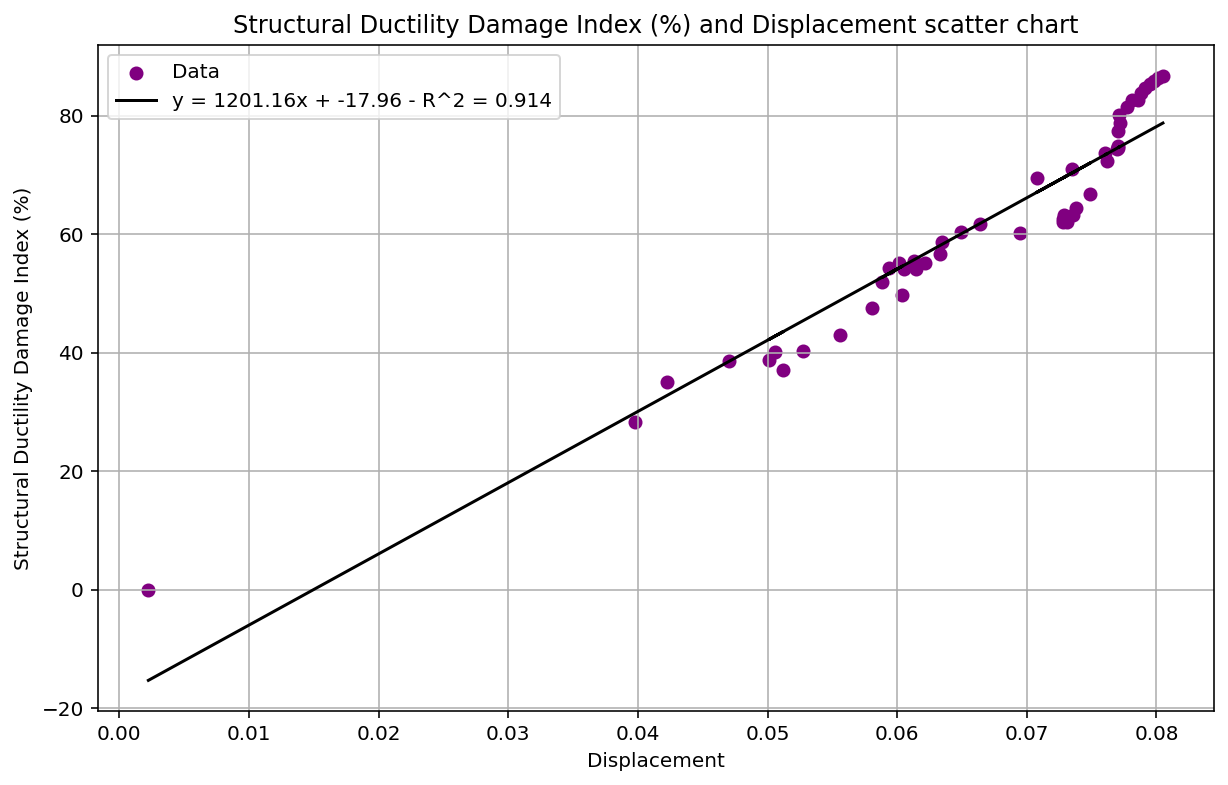 Structural Ductility Damage Index (%) and Displacement scatter chart
Data
y = 1201.16x + -17.96 - R^2 = 0.914
Structural Ductility Damage Index (%)
80
60
40
20
0
−20
0.00 0.01 0.02 0.03 0.04 0.05 0.06 0.07 0.08
Displacement